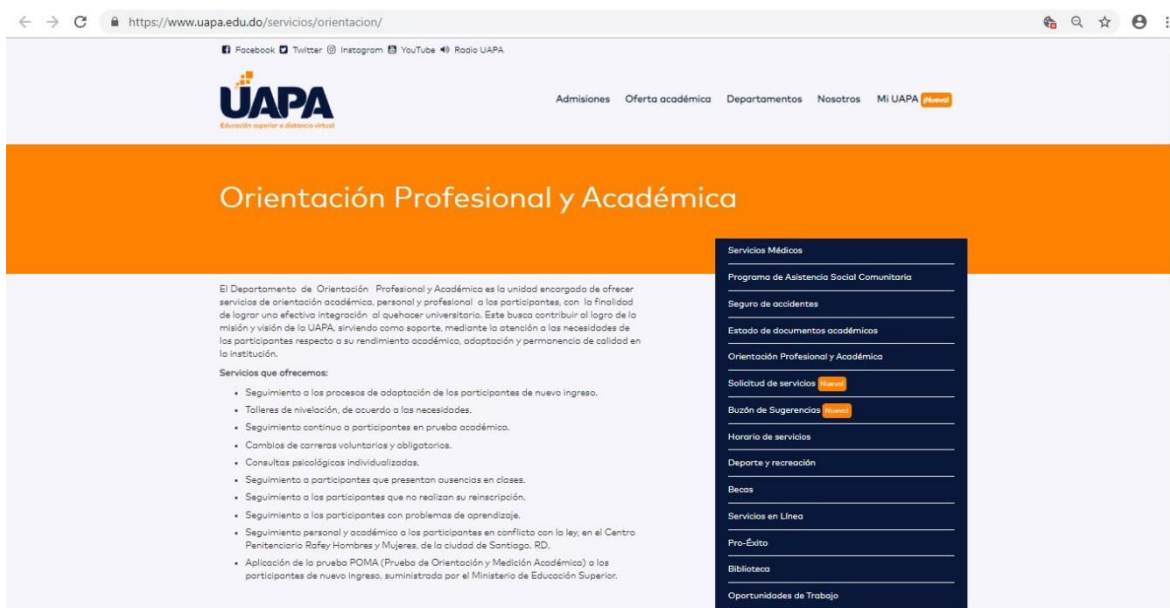 https://www.uapa.edu.do/servicios/orientacion/
Facebook Twitter Instagram YouTube Radio UAPA
UAPA
Educación superior a distancia virtual
Admisiones Oferta académica Departamentos Nosotros Mi UAPA ¡Nuevo!
Orientación Profesional y Académica
El Departamento de Orientación Profesional y Académica es la unidad encargada de ofrecer
servicios de orientación académica, personal y profesional a los participantes, con la finalidad
de lograr una efectiva integración al quehacer universitario. Este busca contribuir al logro de la
misión y visión de la UAPA, sirviendo como soporte, mediante la atención a las necesidades de
los participantes respecto a su rendimiento académico, adaptación y permanencia de calidad en
la institución.
Servicios que ofrecemos:
• Seguimiento a los procesos de adaptación de los participantes de nuevo ingreso.
• Talleres de nivelación, de acuerdo a las necesidades.
• Seguimiento continuo a participantes en prueba académica.
• Cambios de carreras voluntarios y obligatorios.
• Consultas psicológicas individualizadas.
• Seguimiento a participantes que presentan ausencias en clases.
• Seguimiento a los participantes que no realizan su reinscripción.
• Seguimiento a los participantes con problemas de aprendizaje.
• Seguimiento personal y académico a los participantes en conflicto con la ley, en el Centro
Penitenciario Rafey Hombres y Mujeres, de la ciudad de Santiago, RD.
• Aplicación de la prueba POMA (Prueba de Orientación y Medición Académica) a los
participantes de nuevo ingreso, suministrada por el Ministerio de Educación Superior.
Servicios Médicos
Programa de Asistencia Social Comunitaria
Seguro de accidentes
Estado de documentos académicos
Orientación Profesional y Académica
Solicitud de servicios Nuevo!
Buzón de Sugerencias Nuevo!
Horario de servicios
Deporte y recreación
Becas
Servicios en Línea
Pro-Éxito
Biblioteca
Oportunidades de Trabajo